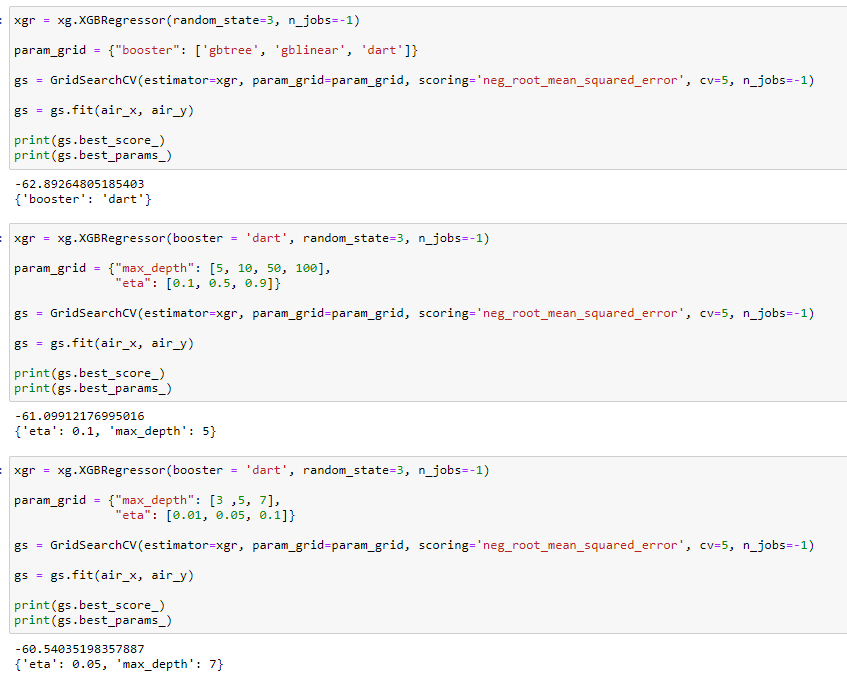 xgr = xg.XGBRegressor(random_state=3, n_jobs=-1)
param_grid = {"booster": ['gbtree', 'gblinear', 'dart']}
gs = GridSearchCV(estimator=xgr, param_grid=param_grid, scoring='neg_root_mean_squared_error', cv=5, n_jobs=-1)
gs = gs.fit(air_x, air_y)
print(gs.best_score_)
print(gs.best_params_)
-62.89264805185403
{'booster': 'dart'}
xgr = xg.XGBRegressor(booster = 'dart', random_state=3, n_jobs=-1)
param_grid = {"max_depth": [5, 10, 50, 100],
"eta": [0.1, 0.5, 0.9]}
gs = GridSearchCV(estimator=xgr, param_grid=param_grid, scoring='neg_root_mean_squared_error', cv=5, n_jobs=-1)
gs = gs.fit(air_x, air_y)
print(gs.best_score_)
print(gs.best_params_)
-61.09912176995016
{'eta': 0.1, 'max_depth': 5}
xgr = xg.XGBRegressor(booster = 'dart', random_state=3, n_jobs=-1)
param_grid = {"max_depth": [3 ,5, 7],
"eta": [0.01, 0.05, 0.1]}
gs = GridSearchCV(estimator=xgr, param_grid=param_grid, scoring='neg_root_mean_squared_error', cv=5, n_jobs=-1)
gs = gs.fit(air_x, air_y)
print(gs.best_score_)
print(gs.best_params_)
-60.54035198357887
{'eta': 0.05, 'max_depth': 7}